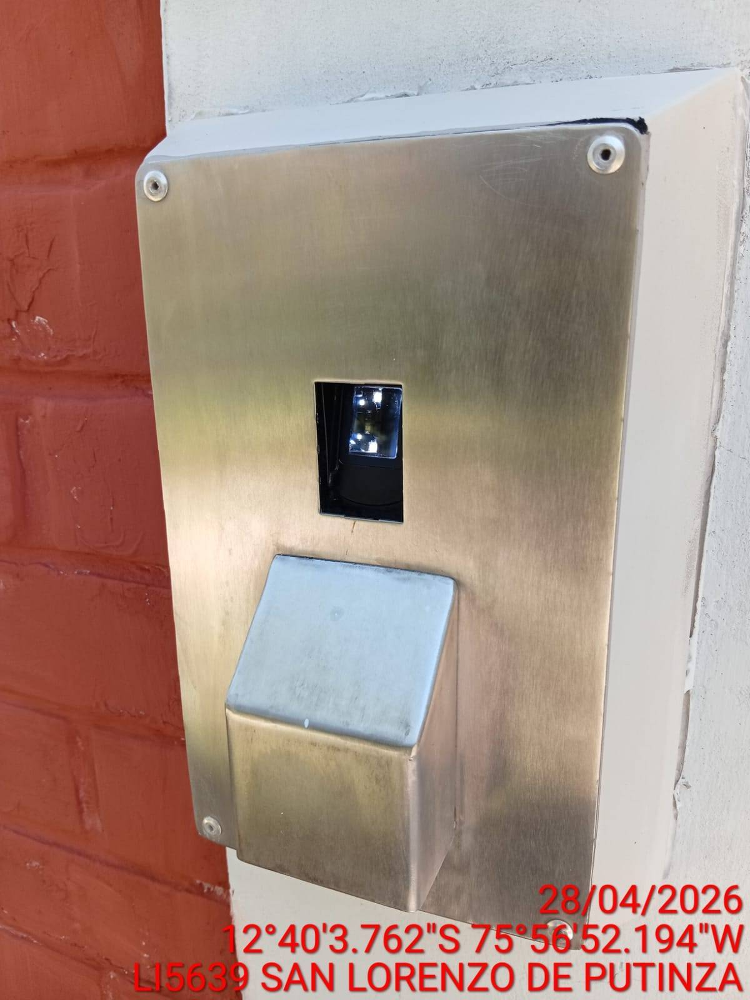 28/04/2026
12°40'3.762"S 75°56'52.194"W
LI5639 SAN LORENZO DE PUTINZA